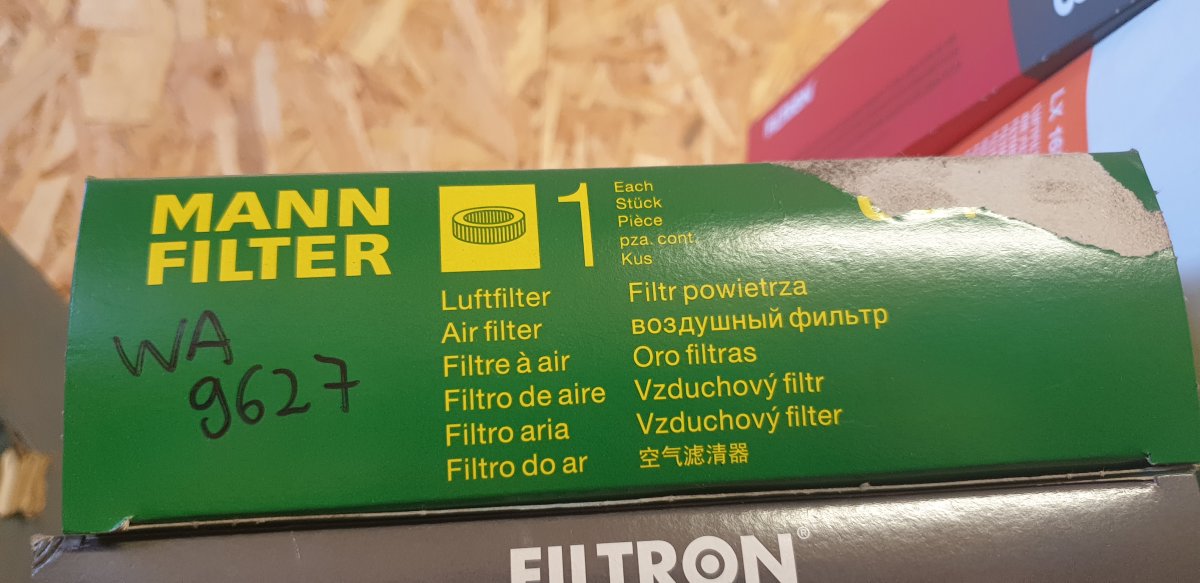 MANN
FILTER
1
Each
Stück
Pièce
pza. cont.
Kus
Luftfilter
Air filter
Filtre à air
Filtro de aire
Filtro aria
Filtro do ar
Filtr powietrza
воздушный фильтр
Oro filtras
Vzduchový filtr
Vzduchový filter
空气滤清器
WA
9627
FILTRON
LX
FILTRON®